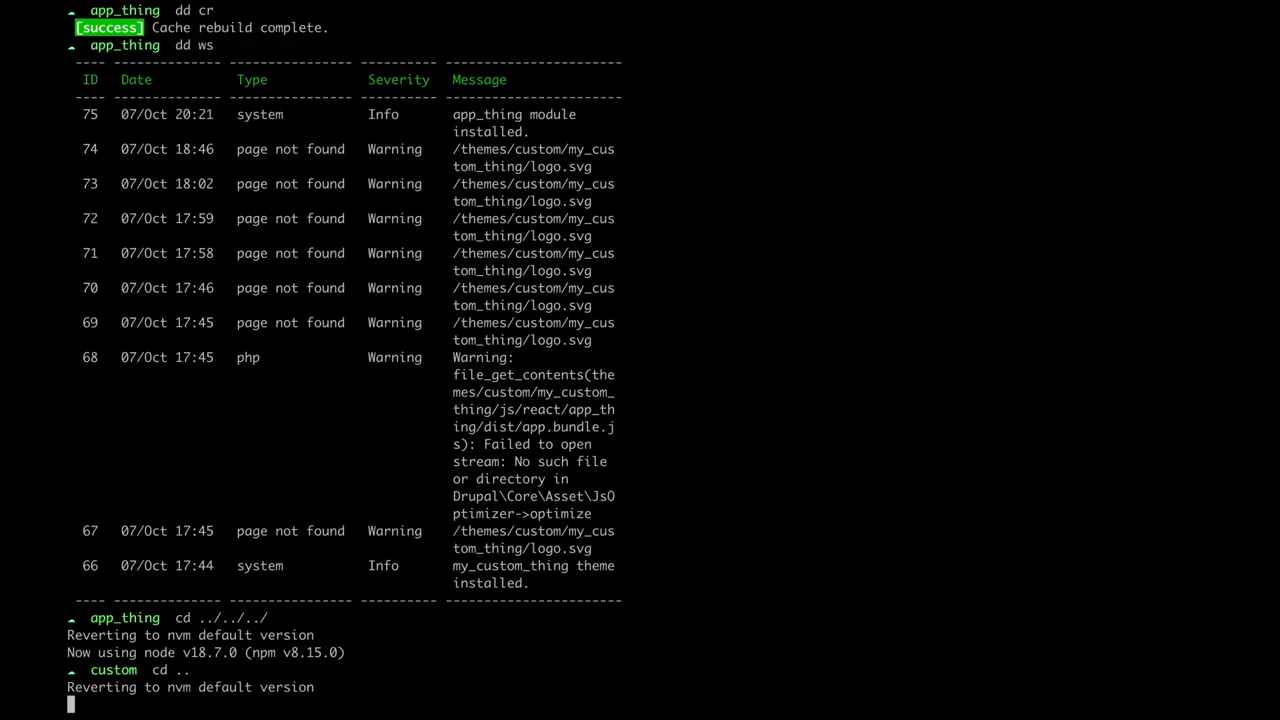 app_thing dd cr
[success] Cache rebuild complete.
app_thing dd ws
---- -------------- ---------------- ---------- -----------------------
ID Date Type Severity Message
---- -------------- ---------------- ---------- -----------------------
75 07/Oct 20:21 system Info app_thing module
installed.
74 07/Oct 18:46 page not found Warning /themes/custom/my_cus
tom_thing/logo.svg
73 07/Oct 18:02 page not found Warning /themes/custom/my_cus
tom_thing/logo.svg
72 07/Oct 17:59 page not found Warning /themes/custom/my_cus
tom_thing/logo.svg
71 07/Oct 17:58 page not found Warning /themes/custom/my_cus
tom_thing/logo.svg
70 07/Oct 17:46 page not found Warning /themes/custom/my_cus
tom_thing/logo.svg
69 07/Oct 17:45 page not found Warning /themes/custom/my_cus
tom_thing/logo.svg
68 07/Oct 17:45 php Warning Warning:
file_get_contents(the
mes/custom/my_custom_
thing/js/react/app_th
ing/dist/app.bundle.j
s): Failed to open
stream: No such file
or directory in
Drupal\Core\Asset\JsO
ptimizer->optimize
67 07/Oct 17:45 page not found Warning /themes/custom/my_cus
tom_thing/logo.svg
66 07/Oct 17:44 system Info my_custom_thing theme
installed.
---- -------------- ---------------- ---------- -----------------------
app_thing cd ../../../
Reverting to nvm default version
Now using node v18.7.0 (npm v8.15.0)
custom cd ..
Reverting to nvm default version